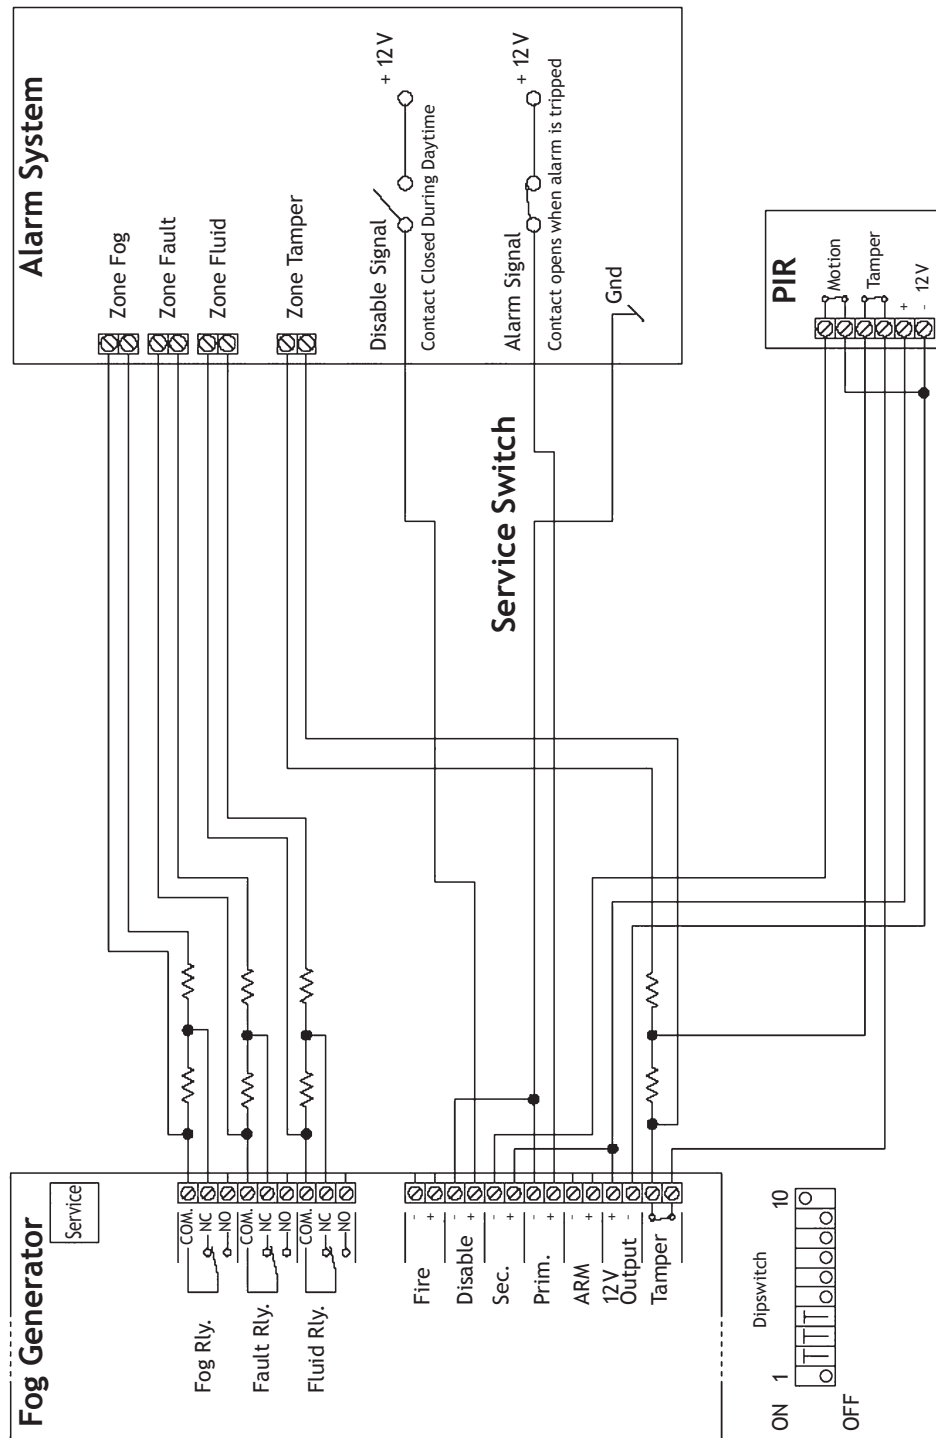 Alarm System
Zone Fog
Zone Fault
Zone Fluid
Zone Tamper
Disable Signal
+ 12 V
Contact Closed During Daytime
Alarm Signal
+ 12 V
Contact opens when alarm is tripped
Gnd
Service Switch
PIR
Motion
Tamper
+
-
12 V
Fog Generator
Service
Fog Rly.
COM.
NC
NO
Fault Rly.
COM.
NC
NO
Fluid Rly.
COM.
NC
NO
Fire
-
+
Disable
-
+
Sec.
-
+
Prim.
-
+
ARM
-
+
12 V
Output
+
-
Tamper
Dipswitch
ON
1
10
OFF